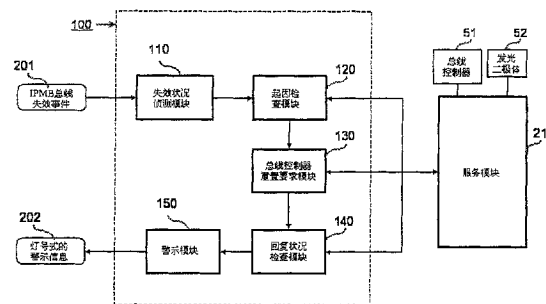 100
51
52
110
201
120
总线
控制器
发光
二极体
IPMB总线
失效事件
失效状况
侦测模块
起因检
查模块
130
21
总线控制器
重置要求模块
服务模块
150
202
140
灯号式的
警示信息
警示模块
回复状况
检查模块